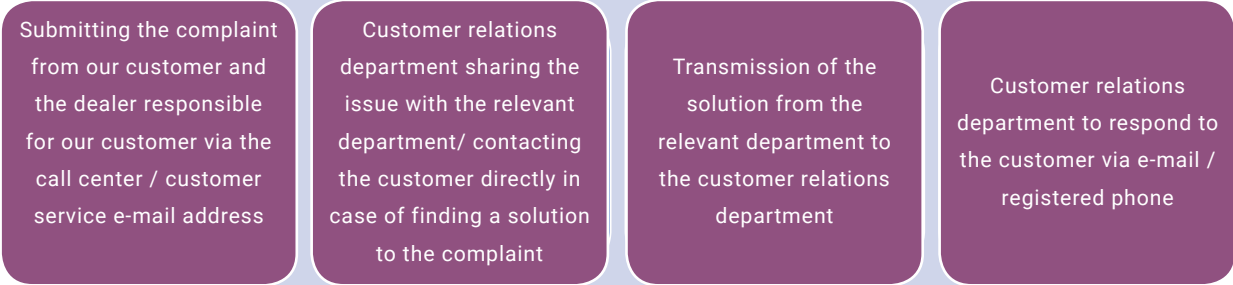 Submitting the complaint
from our customer and
the dealer responsible
for our customer via the
call center / customer
service e-mail address
Customer relations
department sharing the
issue with the relevant
department/ contacting
the customer directly in
case of finding a solution
to the complaint
Transmission of the
solution from the
relevant department to
the customer relations
department
Customer relations
department to respond to
the customer via e-mail /
registered phone